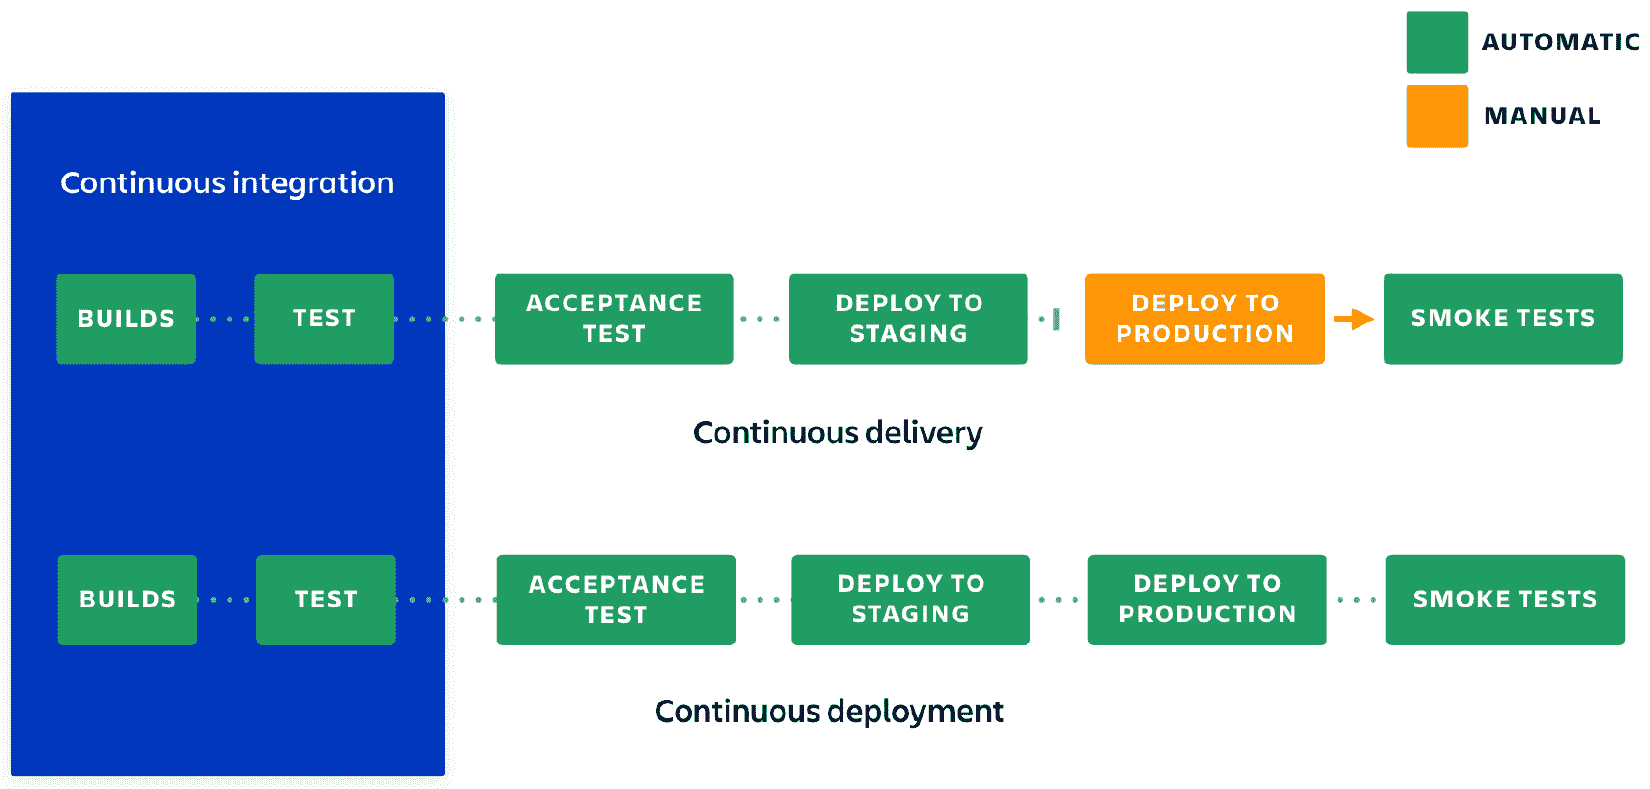 AUTOMATIC
MANUAL
Continuous integration
BUILDS
TEST
ACCEPTANCE
TEST
DEPLOY TO
STAGING
DEPLOY TO
PRODUCTION
SMOKE TESTS
Continuous delivery
BUILDS
TEST
ACCEPTANCE
TEST
DEPLOY TO
STAGING
DEPLOY TO
PRODUCTION
SMOKE TESTS
Continuous deployment